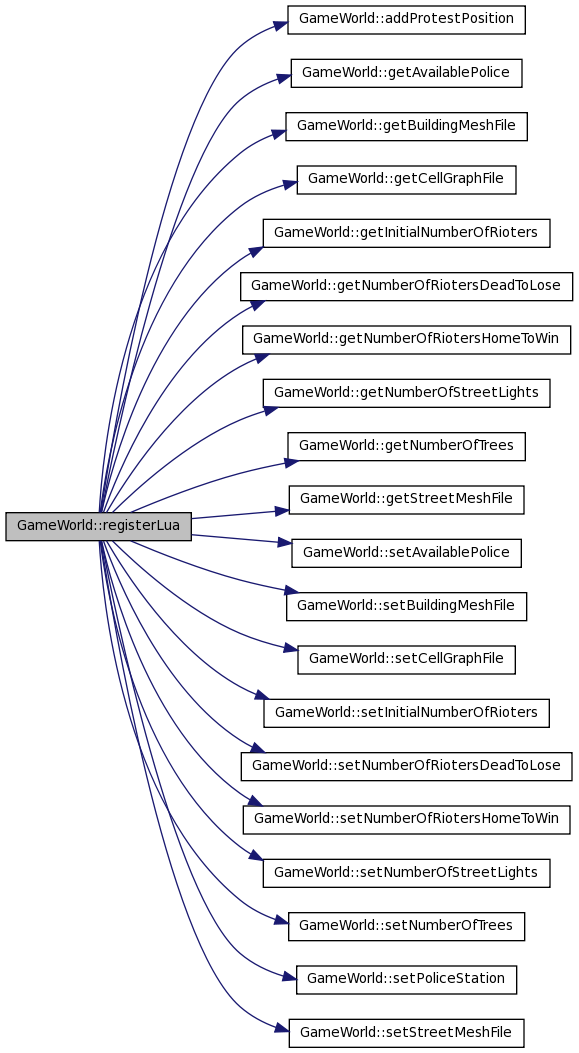 GameWorld::addProtestPosition
GameWorld::getAvailablePolice
GameWorld::getBuildingMeshFile
GameWorld::getCellGraphFile
GameWorld::getInitialNumberOfRioters
GameWorld::getNumberOfRiotersDeadToLose
GameWorld::getNumberOfRiotersHomeToWin
GameWorld::getNumberOfStreetLights
GameWorld::getNumberOfTrees
GameWorld::getStreetMeshFile
GameWorld::registerLua
GameWorld::setAvailablePolice
GameWorld::setBuildingMeshFile
GameWorld::setCellGraphFile
GameWorld::setInitialNumberOfRioters
GameWorld::setNumberOfRiotersDeadToLose
GameWorld::setNumberOfRiotersHomeToWin
GameWorld::setNumberOfStreetLights
GameWorld::setNumberOfTrees
GameWorld::setPoliceStation
GameWorld::setStreetMeshFile